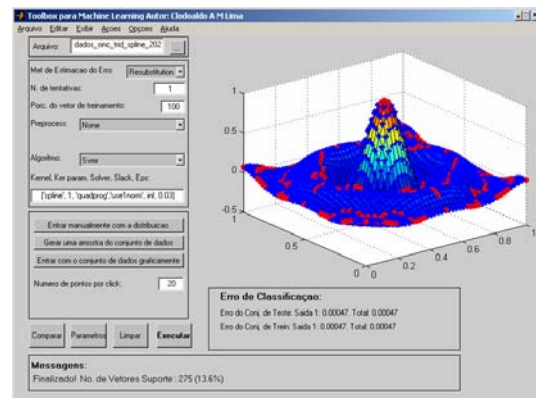 Toolbox para Machine Learning Autor: Clodoaldo A M Lima
Arquivo Editar Exibir Ações Opções Ajuda
Arquivo: dados_sinc_trid_spline_202 ...
Met de Estimacao do Erro: Resubstitution
N. de tentativas: 1
Porc. do vetor de treinamento: 100
Preprocess: None
Algoritmo: Svmr
Kernel, Ker param, Solver, Slack, Eps:
['spline', 1, 'quadprog','use1norm', inf, 0.03]
Entrar manualmente com a distribuicao
Gerar uma amostra do conjunto de dados
Entrar com o conjunto de dados graficamente
Numero de pontos por click: 20
Comparar Parametros Limpar Executar
1
0.5
0
-0.5
1
0.5
0
0
0.2
0.4
0.6
0.8
1
Erro de Classificaçao:
Erro do Conj. de Teste: Saida 1: 0.00047. Total: 0.00047
Erro do Conj. de Trein: Saida 1: 0.00047. Total: 0.00047
Messagens:
Finalizado! No. de Vetores Suporte : 275 (13.6%)